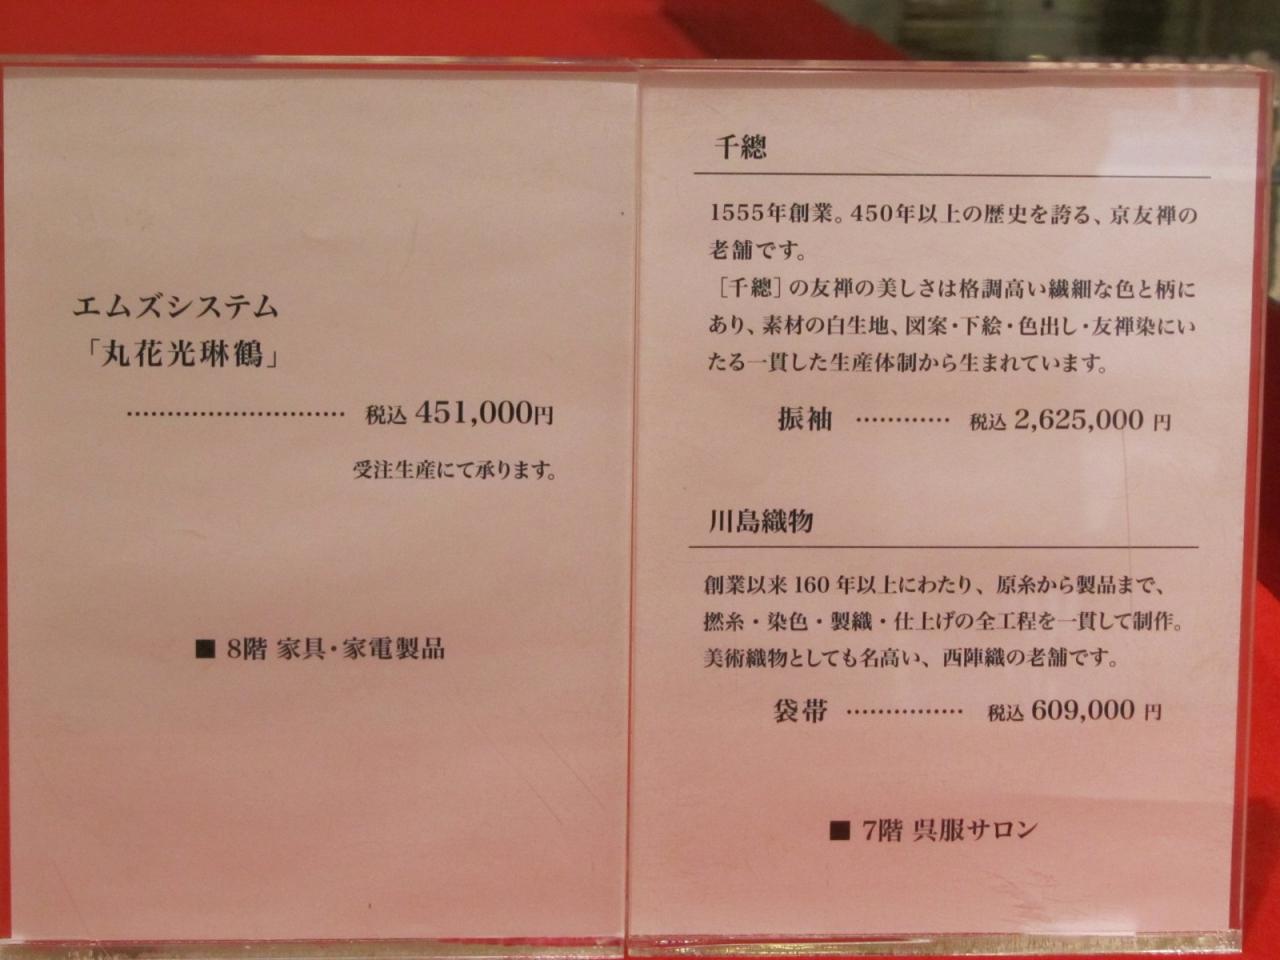 エムズシステム
「丸花光琳鶴」
………………………… 税込 451,000円
受注生産にて承ります。
■ 8階 家具・家電製品
千總
1555年創業。450年以上の歴史を誇る、京友禅の
老舗です。
［千總］の友禅の美しさは格調高い繊細な色と柄に
あり、素材の白生地、図案・下絵・色出し・友禅染にい
たる一貫した生産体制から生まれています。
振袖 ………… 税込 2,625,000 円
川島織物
創業以来 160 年以上にわたり、原糸から製品まで、
撚糸・染色・製織・仕上げの全工程を一貫して制作。
美術織物としても名高い、西陣織の老舗です。
袋帯 …………… 税込 609,000 円
■ 7階 呉服サロン